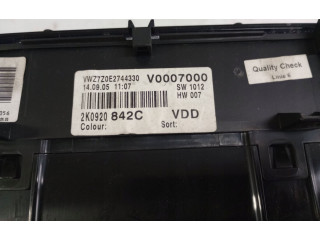 VWZ7Z0E2744330 V0007000
14.09.05 11:07 SW 1012
HW 007
2K0920 842C VDD
Colour: Sort:
Quality Check